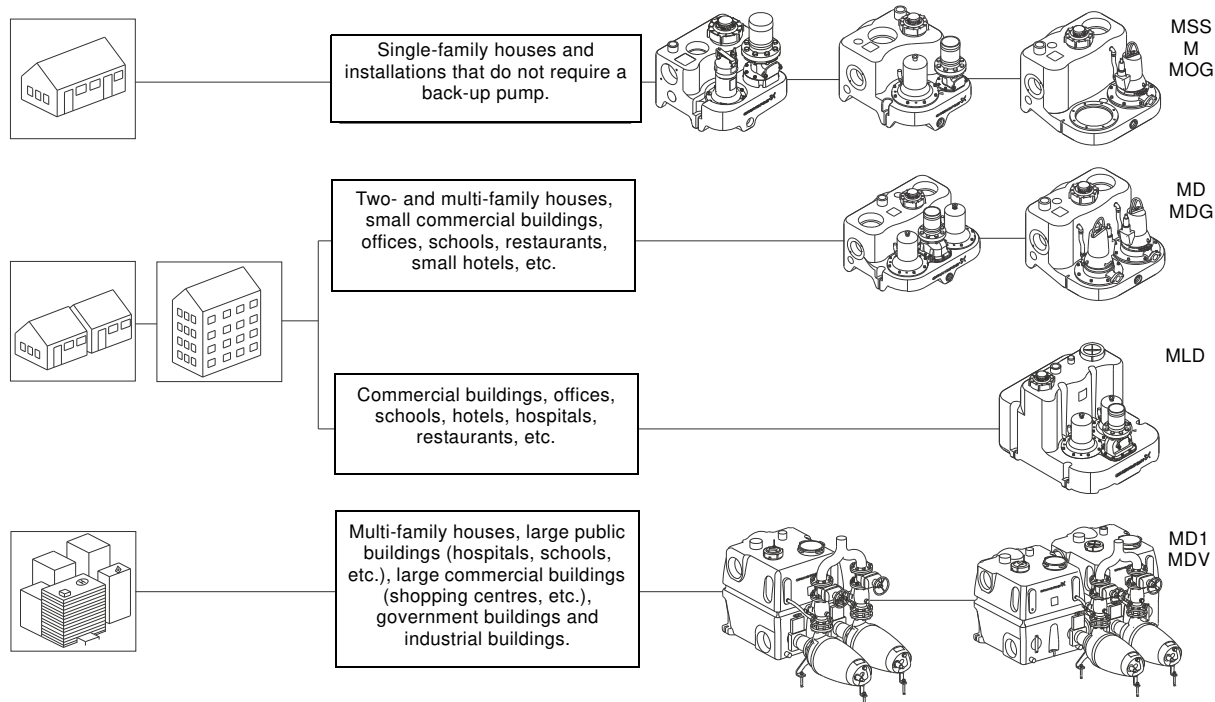 Single-family houses and
installations that do not require a
back-up pump.
MSS
M
MOG
Two- and multi-family houses,
small commercial buildings,
offices, schools, restaurants,
small hotels, etc.
MD
MDG
Commercial buildings, offices,
schools, hotels, hospitals,
restaurants, etc.
MLD
Multi-family houses, large public
buildings (hospitals, schools,
etc.), large commercial buildings
(shopping centres, etc.),
government buildings and
industrial buildings.
MD1
MDV